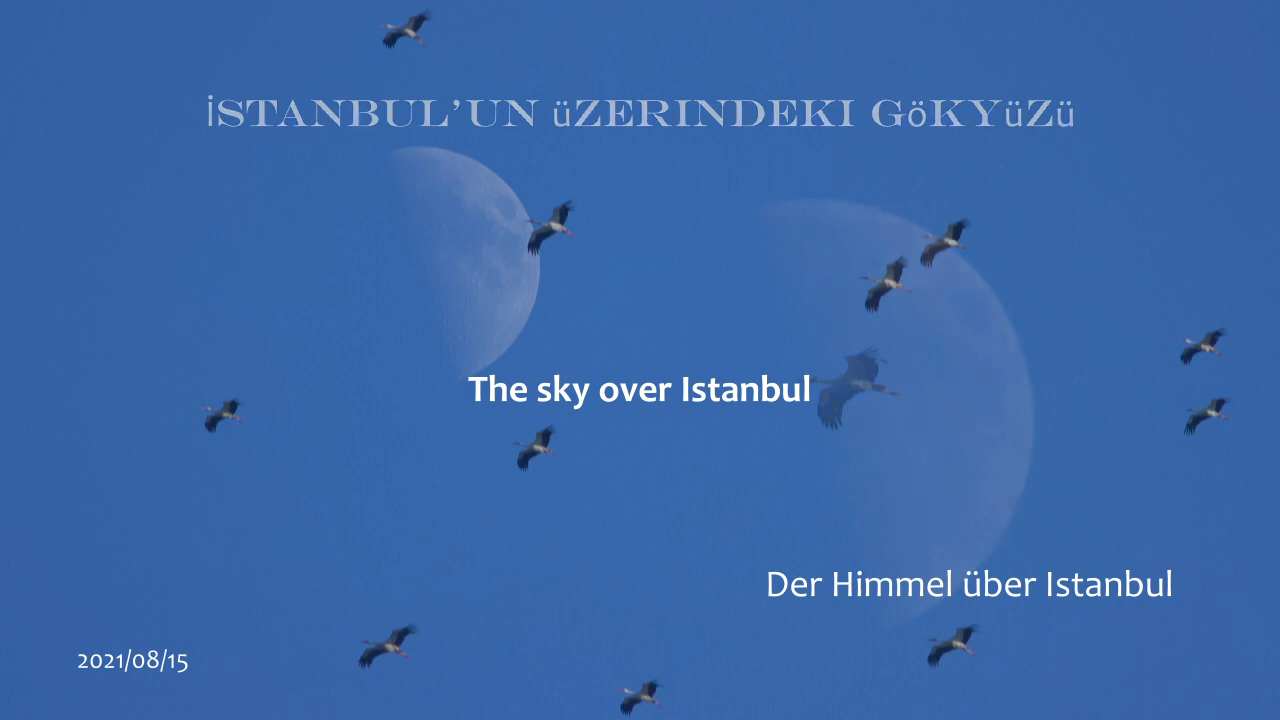 İSTANBUL'UN üZERINDEKI GöKYüZü
The sky over Istanbul
Der Himmel über Istanbul
2021/08/15